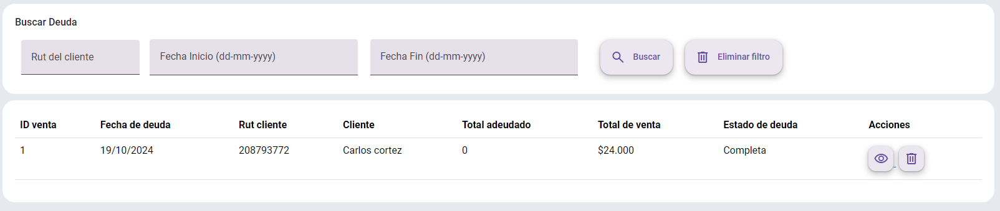 Buscar Deuda
Rut del cliente Fecha Inicio (dd-mm-yyyy) Fecha Fin (dd-mm-yyyy) Buscar Eliminar filtro
ID venta Fecha de deuda Rut cliente Cliente Total adeudado Total de venta Estado de deuda Acciones
1 19/10/2024 208793772 Carlos cortez 0 $24.000 Completa